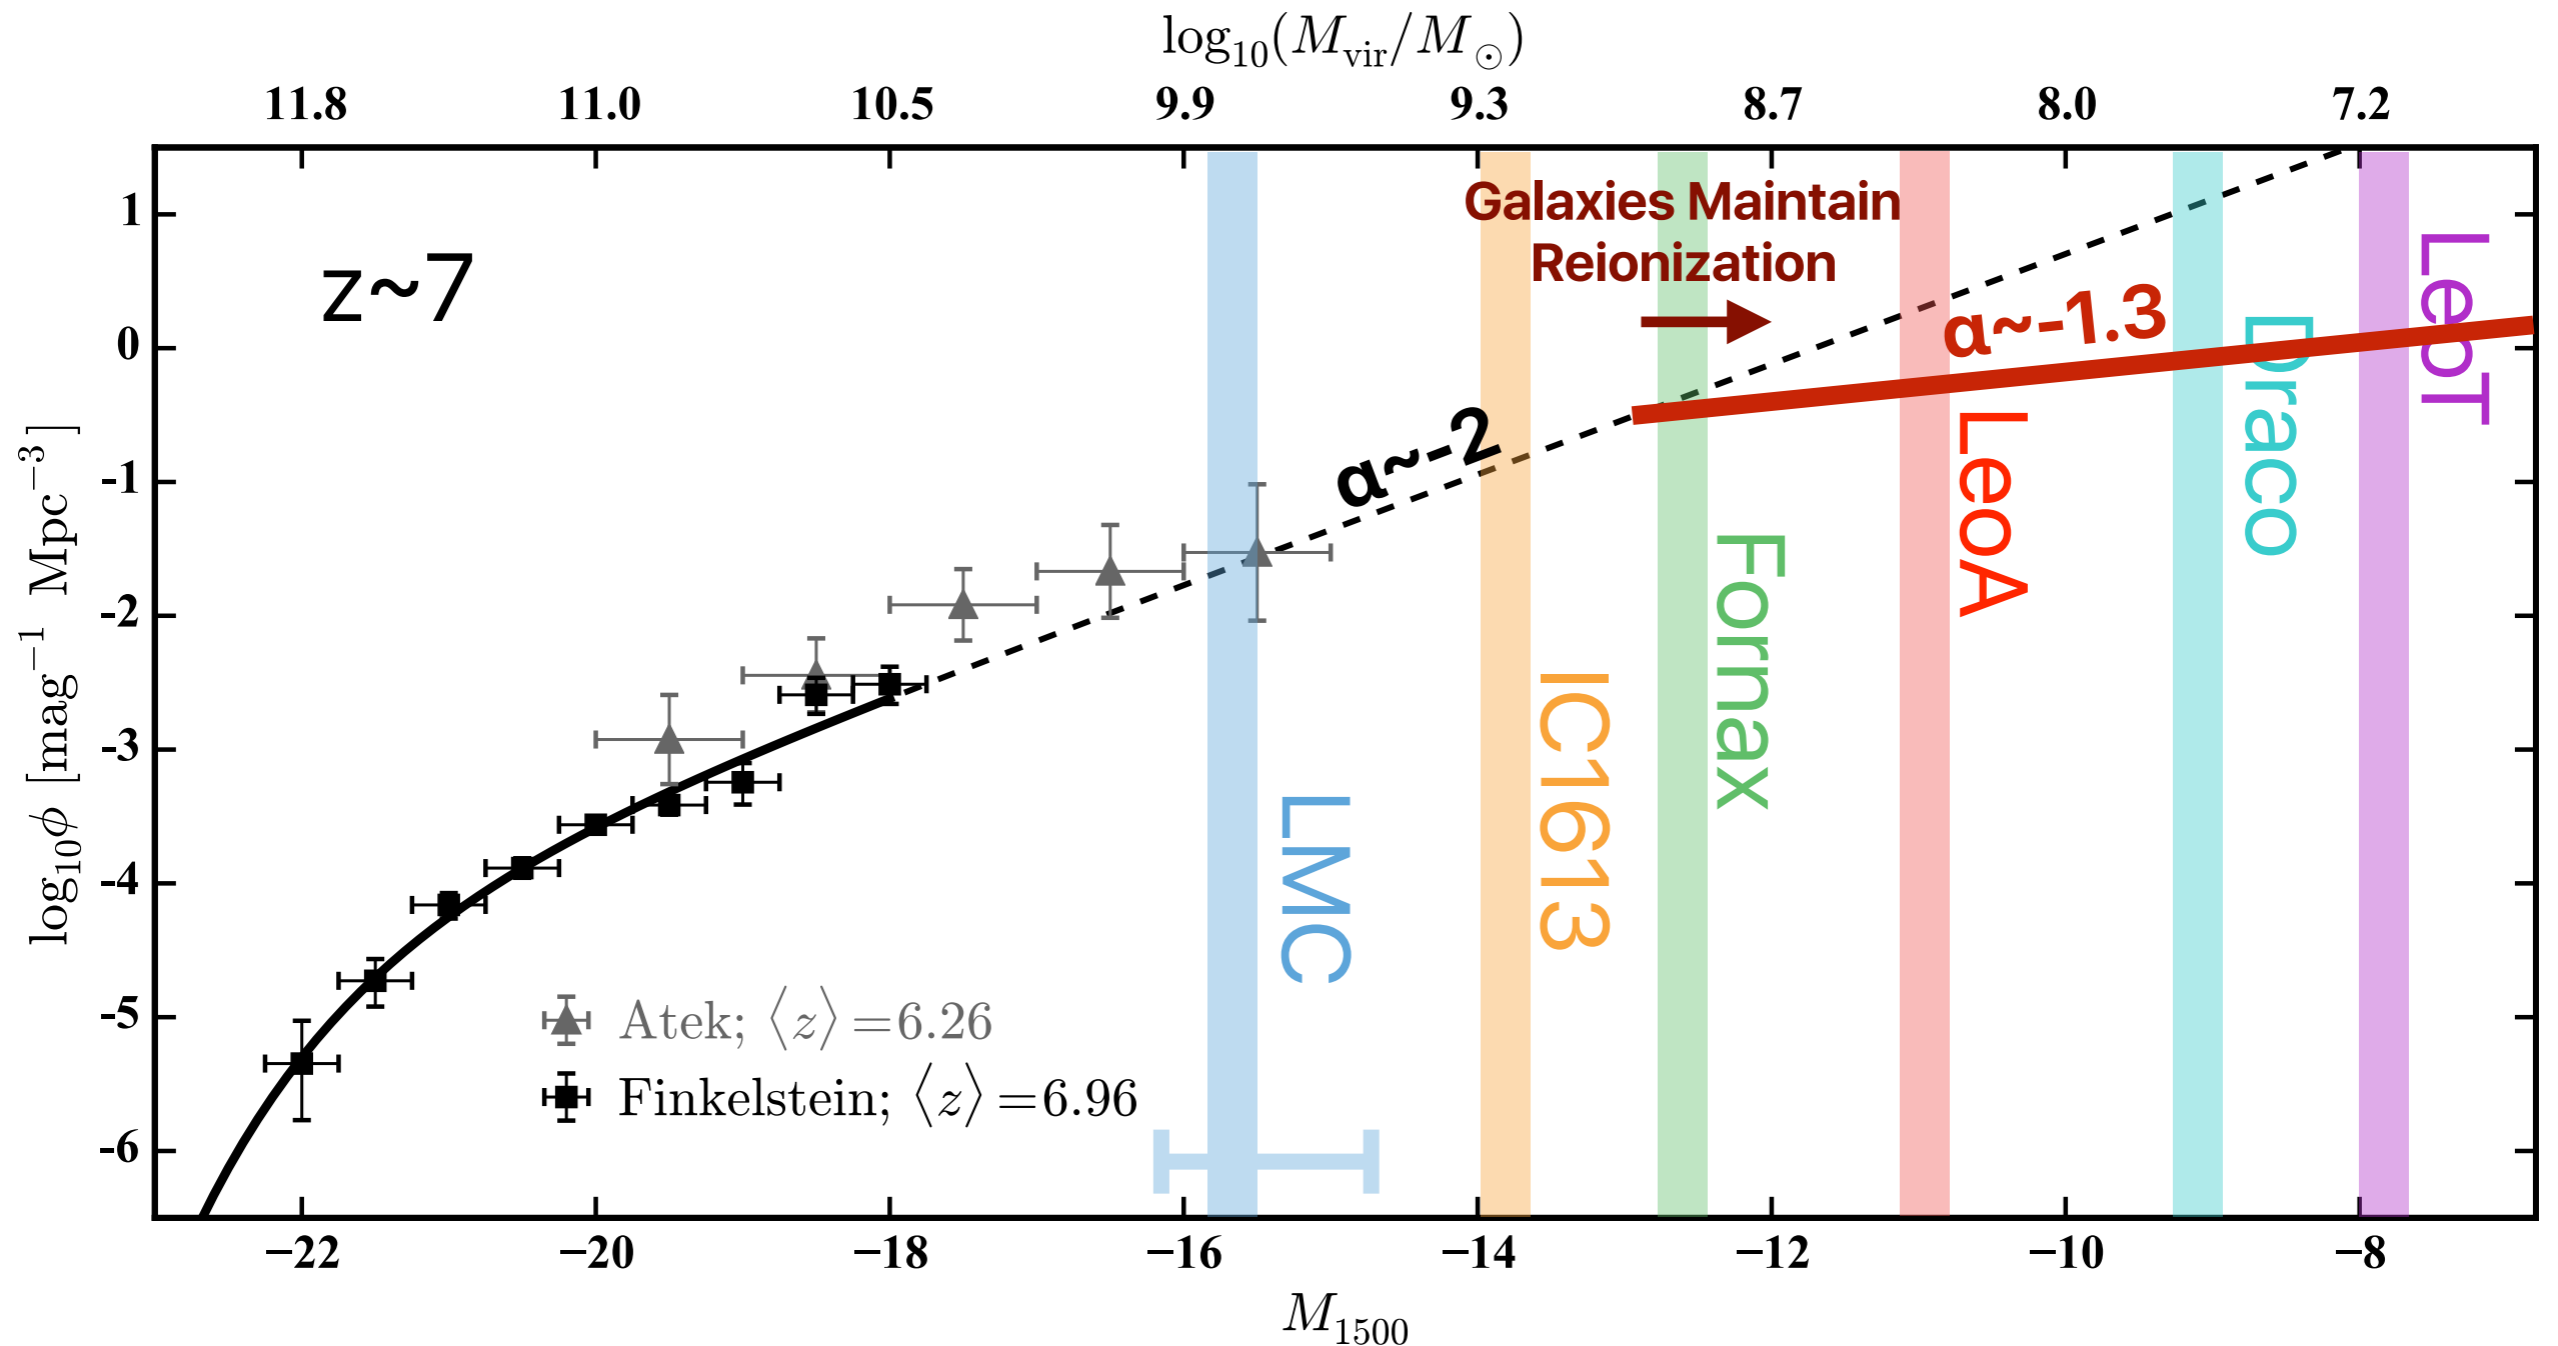 log₁₀(M_vir/M_⊙)
11.8 11.0 10.5 9.9 9.3 8.7 8.0 7.2
log₁₀ϕ [mag⁻¹ Mpc⁻³]
1
0
-1
-2
-3
-4
-5
-6
z~7
Galaxies Maintain
Reionization
α~-2
α~-1.3
LMC
IC1613
Fornax
LeoA
Draco
LeoT
Atek; ⟨z⟩=6.26
Finkelstein; ⟨z⟩=6.96
−22 −20 −18 −16 −14 −12 −10 −8
M₁₅₀₀